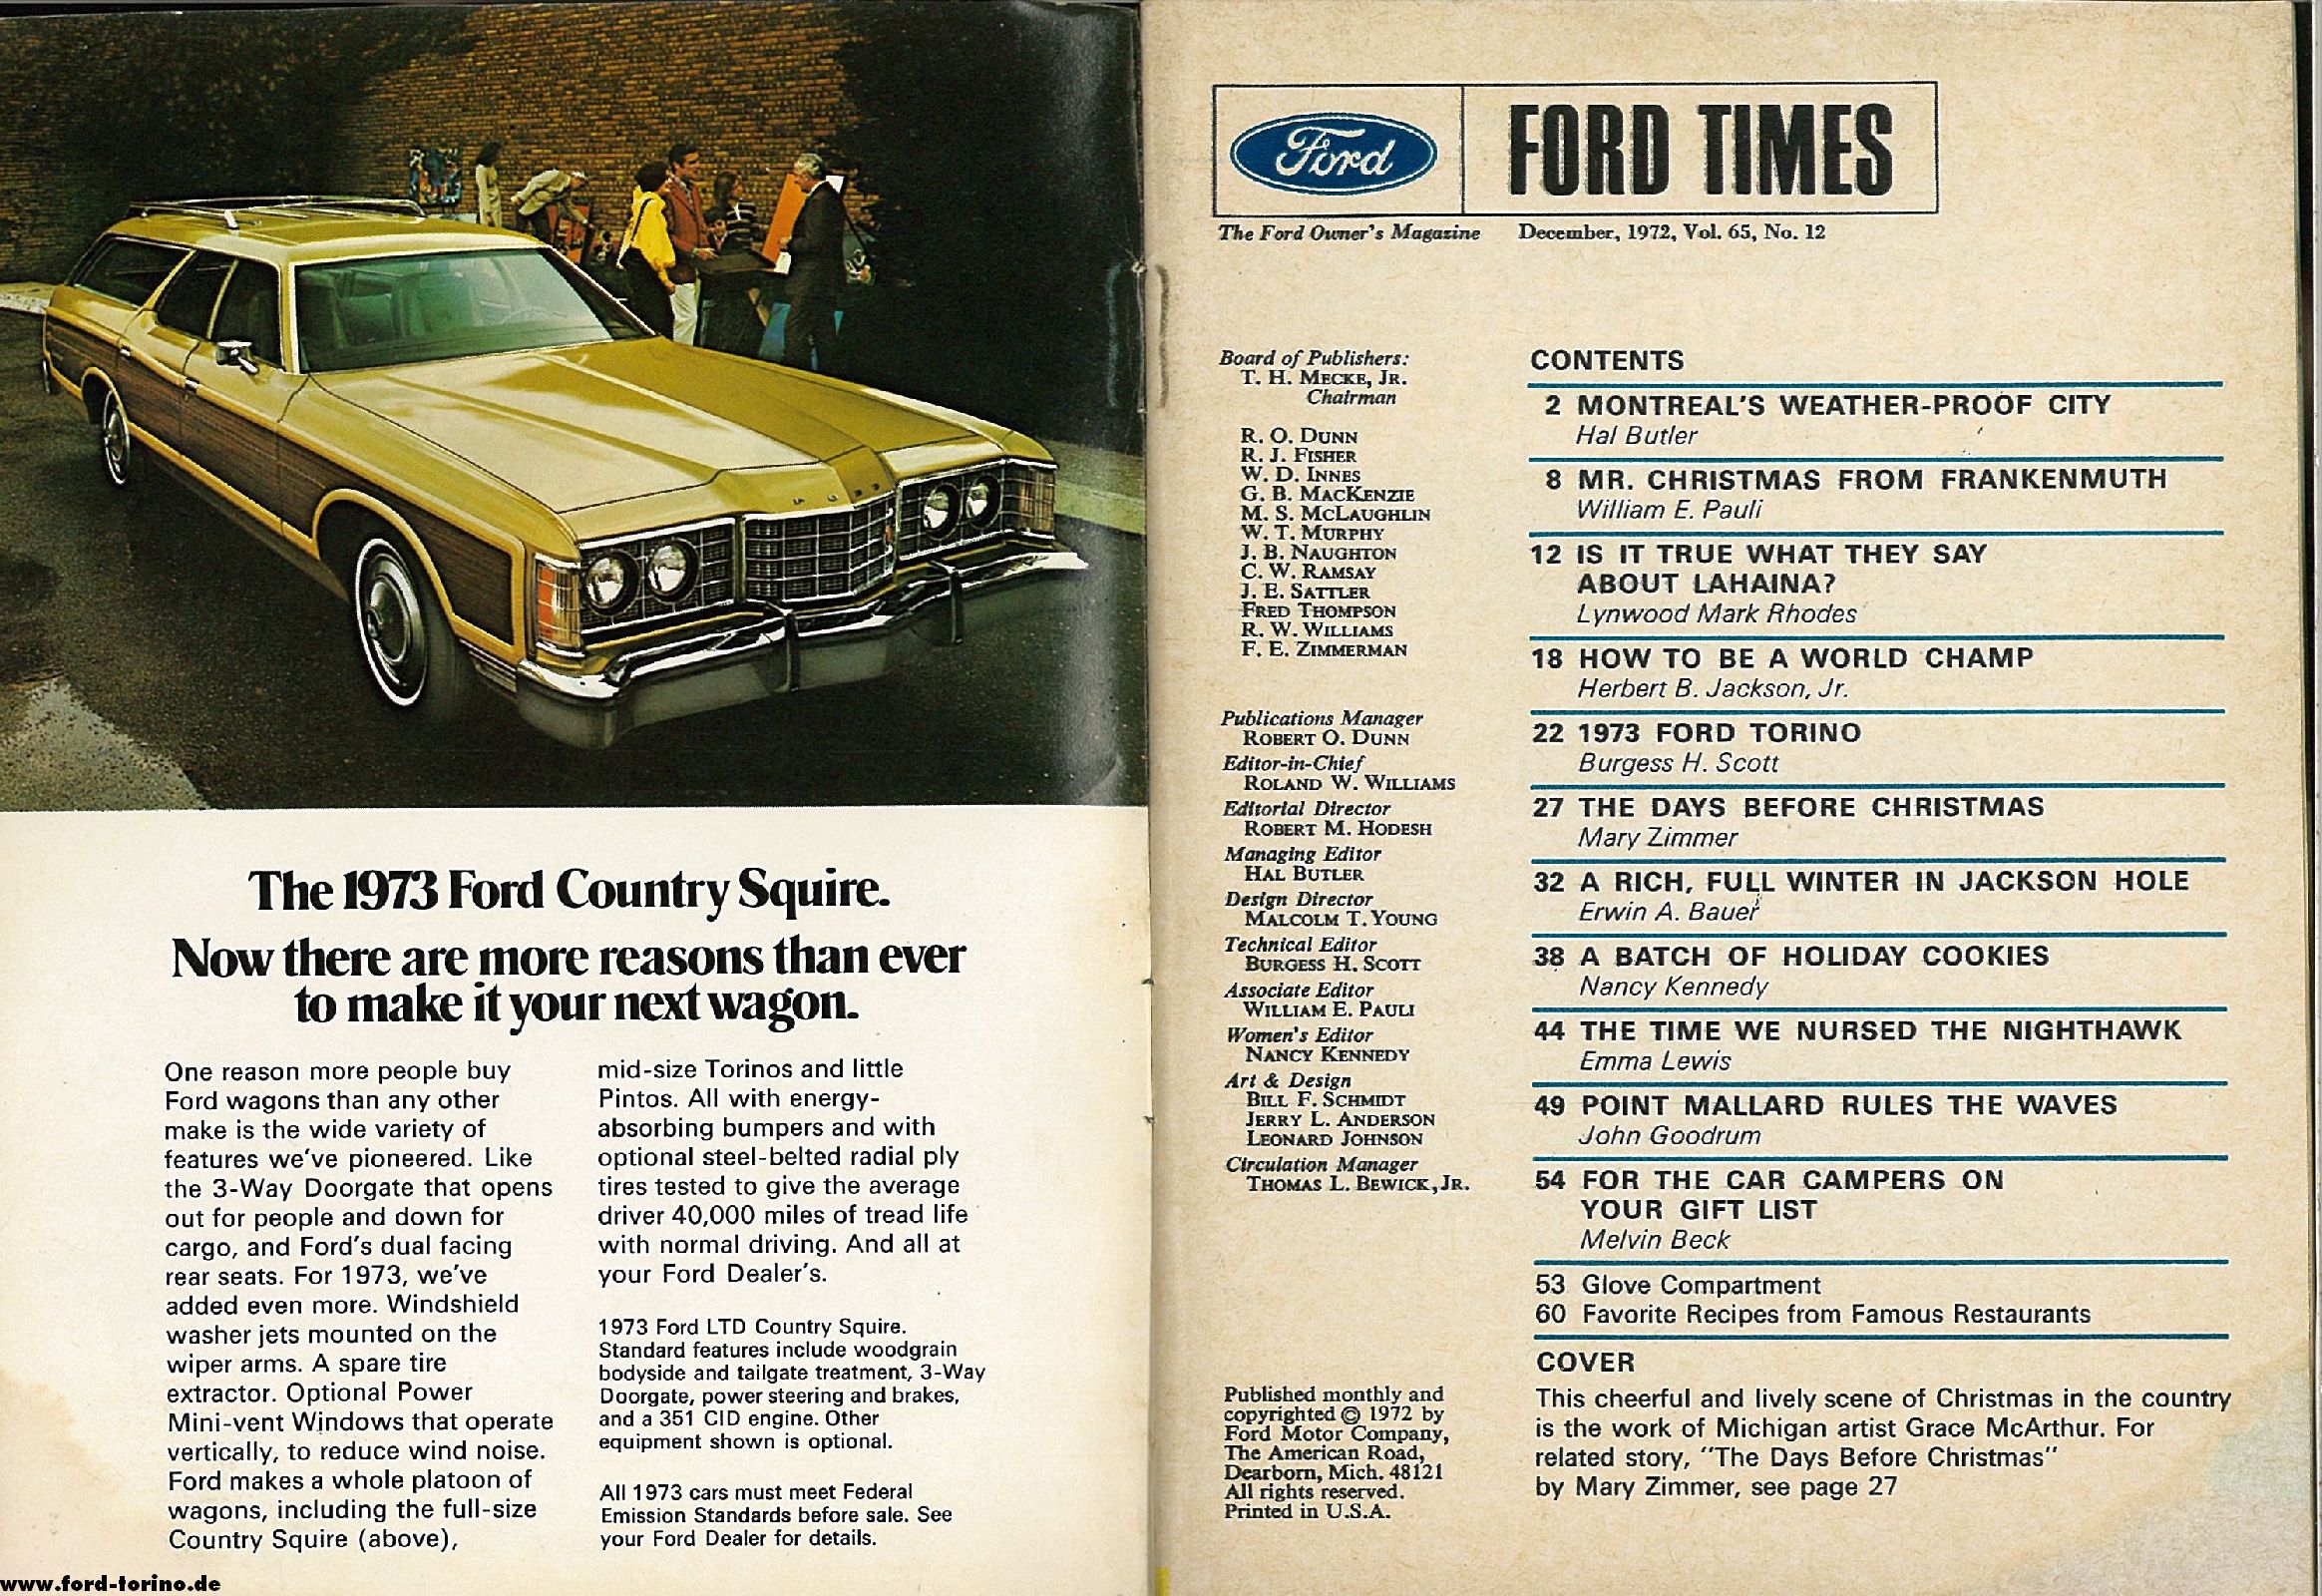 FORD
The 1973 Ford Country Squire.
Now there are more reasons than ever
to make it your next wagon.
One reason more people buy
Ford wagons than any other
make is the wide variety of
features we've pioneered. Like
the 3-Way Doorgate that opens
out for people and down for
cargo, and Ford's dual facing
rear seats. For 1973, we've
added even more. Windshield
washer jets mounted on the
wiper arms. A spare tire
extractor. Optional Power
Mini-vent Windows that operate
vertically, to reduce wind noise.
Ford makes a whole platoon of
wagons, including the full-size
Country Squire (above),
mid-size Torinos and little
Pintos. All with energy-
absorbing bumpers and with
optional steel-belted radial ply
tires tested to give the average
driver 40,000 miles of tread life
with normal driving. And all at
your Ford Dealer's.
1973 Ford LTD Country Squire.
Standard features include woodgrain
bodyside and tailgate treatment, 3-Way
Doorgate, power steering and brakes,
and a 351 CID engine. Other
equipment shown is optional.
All 1973 cars must meet Federal
Emission Standards before sale. See
your Ford Dealer for details.
www.ford-torino.de
Ford FORD TIMES
The Ford Owner's Magazine December, 1972, Vol. 65, No. 12
Board of Publishers:
T. H. MECKE, JR.
Chairman
R. O. DUNN
R. J. FISHER
W. D. INNES
G. B. MACKENZIE
M. S. MCLAUGHLIN
W. T. MURPHY
J. B. NAUGHTON
C. W. RAMSAY
J. E. SATTLER
FRED THOMPSON
R. W. WILLIAMS
F. E. ZIMMERMAN
Publications Manager
ROBERT O. DUNN
Editor-in-Chief
ROLAND W. WILLIAMS
Editorial Director
ROBERT M. HODESH
Managing Editor
HAL BUTLER
Design Director
MALCOLM T. YOUNG
Technical Editor
BURGESS H. SCOTT
Associate Editor
WILLIAM E. PAULI
Women's Editor
NANCY KENNEDY
Art & Design
BILL F. SCHMIDT
JERRY L. ANDERSON
LEONARD JOHNSON
Circulation Manager
THOMAS L. BEWICK, JR.
Published monthly and
copyrighted © 1972 by
Ford Motor Company,
The American Road,
Dearborn, Mich. 48121
All rights reserved.
Printed in U.S.A.
CONTENTS
2 MONTREAL'S WEATHER-PROOF CITY
Hal Butler
8 MR. CHRISTMAS FROM FRANKENMUTH
William E. Pauli
12 IS IT TRUE WHAT THEY SAY
ABOUT LAHAINA?
Lynwood Mark Rhodes
18 HOW TO BE A WORLD CHAMP
Herbert B. Jackson, Jr.
22 1973 FORD TORINO
Burgess H. Scott
27 THE DAYS BEFORE CHRISTMAS
Mary Zimmer
32 A RICH, FULL WINTER IN JACKSON HOLE
Erwin A. Bauer
38 A BATCH OF HOLIDAY COOKIES
Nancy Kennedy
44 THE TIME WE NURSED THE NIGHTHAWK
Emma Lewis
49 POINT MALLARD RULES THE WAVES
John Goodrum
54 FOR THE CAR CAMPERS ON
YOUR GIFT LIST
Melvin Beck
53 Glove Compartment
60 Favorite Recipes from Famous Restaurants
COVER
This cheerful and lively scene of Christmas in the country
is the work of Michigan artist Grace McArthur. For
related story, "The Days Before Christmas"
by Mary Zimmer, see page 27